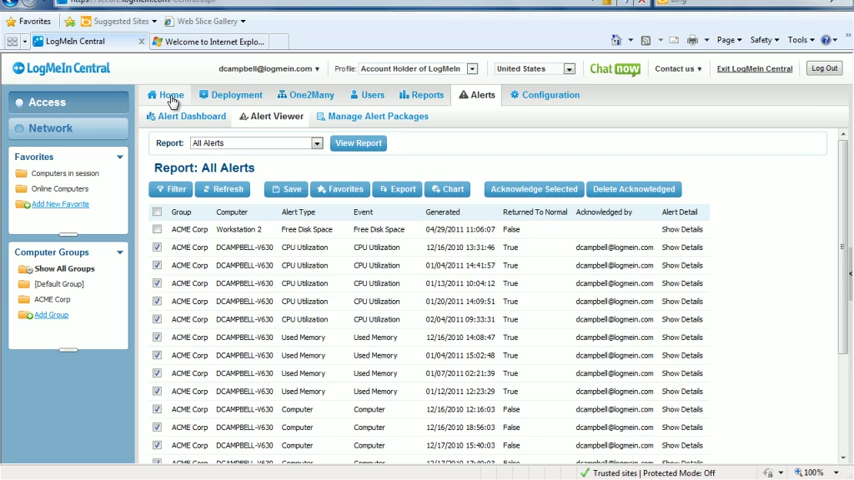 Favorites Suggested Sites Web Slice Gallery
LogMeIn Central Welcome to Internet Explo... Page Safety Tools
LogMeIn Central dcampbell@logmein.com Profile: Account Holder of LogMeIn United States Chat now Contact us Exit LogMeIn Central Log Out
Access
Network
Favorites
Computers in session
Online Computers
Add New Favorite
Computer Groups
Show All Groups
[Default Group]
ACME Corp
Add Group
Home Deployment One2Many Users Reports Alerts Configuration
Alert Dashboard Alert Viewer Manage Alert Packages
Report: All Alerts View Report
Report: All Alerts
Filter Refresh Save Favorites Export Chart Acknowledge Selected Delete Acknowledged
Group Computer Alert Type Event Generated Returned To Normal Acknowledged by Alert Detail
ACME Corp Workstation 2 Free Disk Space Free Disk Space 04/29/2011 11:06:07 False Show Details
ACME Corp DCAMPBELL-V630 CPU Utilization CPU Utilization 12/16/2010 13:31:46 True dcampbell@logmein.com Show Details
ACME Corp DCAMPBELL-V630 CPU Utilization CPU Utilization 01/04/2011 14:41:57 True dcampbell@logmein.com Show Details
ACME Corp DCAMPBELL-V630 CPU Utilization CPU Utilization 01/13/2011 10:04:12 True dcampbell@logmein.com Show Details
ACME Corp DCAMPBELL-V630 CPU Utilization CPU Utilization 01/20/2011 14:09:51 True dcampbell@logmein.com Show Details
ACME Corp DCAMPBELL-V630 CPU Utilization CPU Utilization 02/04/2011 09:33:31 True dcampbell@logmein.com Show Details
ACME Corp DCAMPBELL-V630 Used Memory Used Memory 12/16/2010 14:08:47 True dcampbell@logmein.com Show Details
ACME Corp DCAMPBELL-V630 Used Memory Used Memory 01/04/2011 15:02:48 True dcampbell@logmein.com Show Details
ACME Corp DCAMPBELL-V630 Used Memory Used Memory 01/07/2011 02:21:39 True dcampbell@logmein.com Show Details
ACME Corp DCAMPBELL-V630 Used Memory Used Memory 01/12/2011 12:23:29 True dcampbell@logmein.com Show Details
ACME Corp DCAMPBELL-V630 Computer Computer 12/16/2010 12:16:03 False dcampbell@logmein.com Show Details
ACME Corp DCAMPBELL-V630 Computer Computer 12/16/2010 18:56:03 False dcampbell@logmein.com Show Details
ACME Corp DCAMPBELL-V630 Computer Computer 12/17/2010 15:40:03 False dcampbell@logmein.com Show Details
Trusted sites | Protected Mode: Off 100%